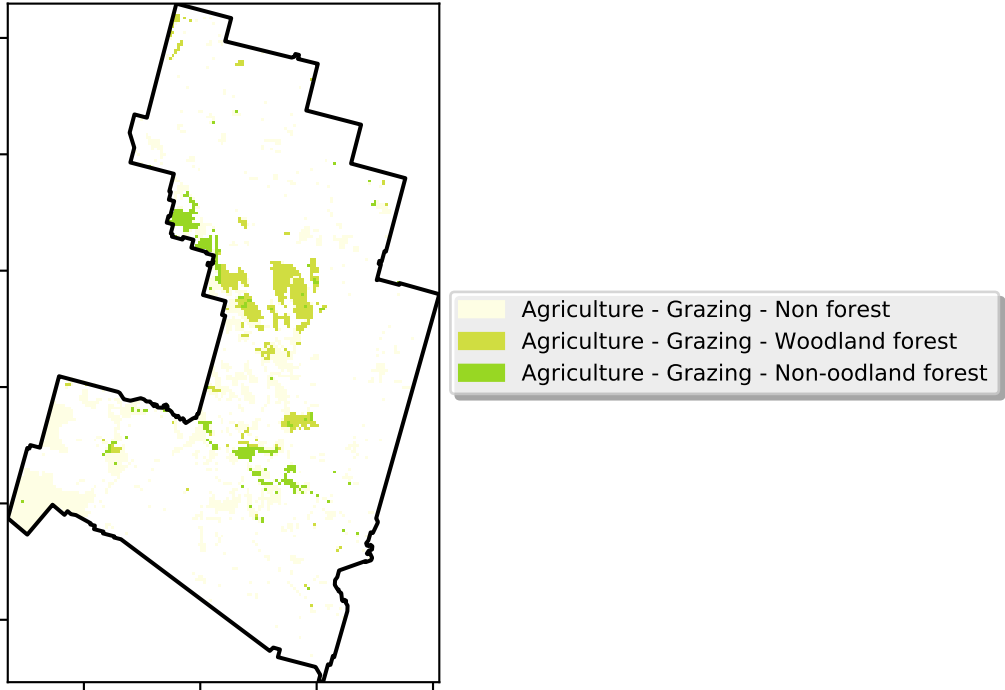 Agriculture - Grazing - Non forest
Agriculture - Grazing - Woodland forest
Agriculture - Grazing - Non-oodland forest